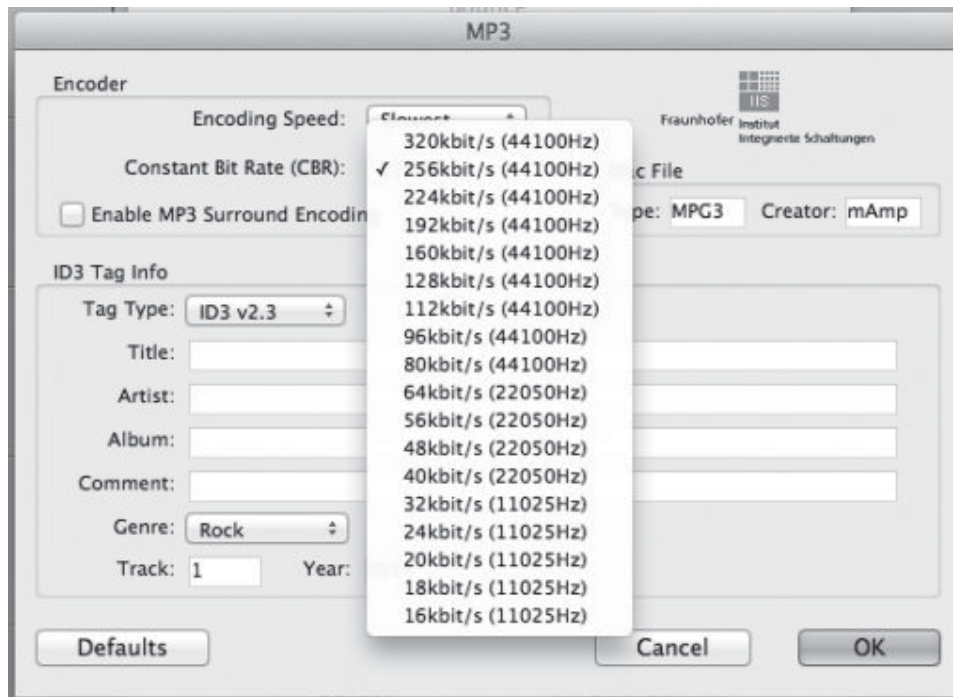 MP3
Encoder
Encoding Speed: Slowest
Fraunhofer Institut
Integrierte Schaltungen
IIS
Constant Bit Rate (CBR):
320kbit/s (44100Hz)
✓ 256kbit/s (44100Hz)
224kbit/s (44100Hz)
192kbit/s (44100Hz)
160kbit/s (44100Hz)
128kbit/s (44100Hz)
112kbit/s (44100Hz)
96kbit/s (44100Hz)
80kbit/s (44100Hz)
64kbit/s (22050Hz)
56kbit/s (22050Hz)
48kbit/s (22050Hz)
40kbit/s (22050Hz)
32kbit/s (11025Hz)
24kbit/s (11025Hz)
20kbit/s (11025Hz)
18kbit/s (11025Hz)
16kbit/s (11025Hz)
c File
Enable MP3 Surround Encodin
pe: MPG3 Creator: mAmp
ID3 Tag Info
Tag Type: ID3 v2.3
Title:
Artist:
Album:
Comment:
Genre: Rock
Track: 1 Year:
Defaults Cancel OK